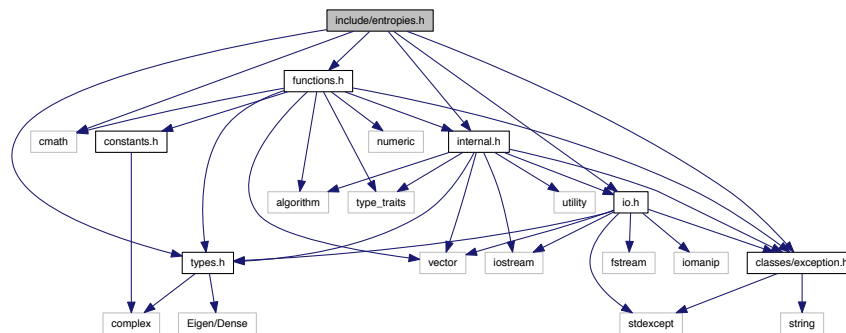 include/entropies.h
functions.h
cmath
constants.h
numeric
internal.h
algorithm
type_traits
utility
io.h
types.h
vector
iostream
fstream
iomanip
classes/exception.h
complex
Eigen/Dense
stdexcept
string